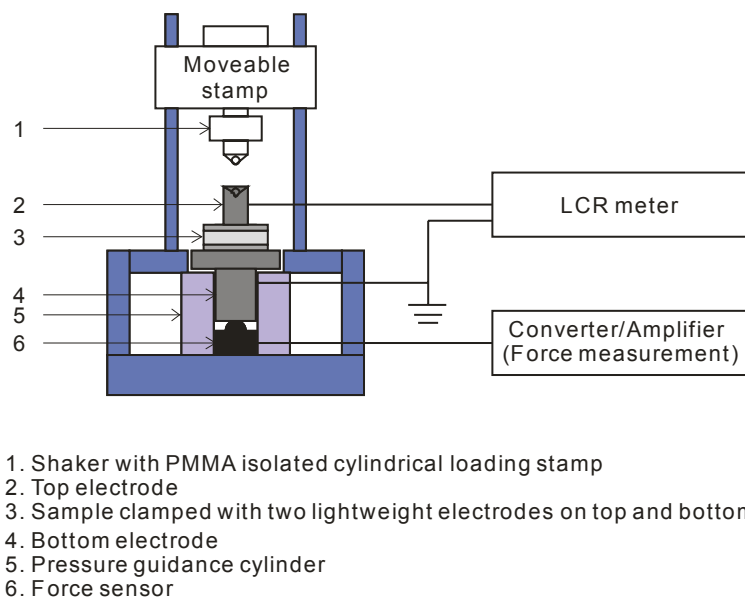 Moveable
stamp
1
2
LCR meter
3
4
5
Converter/Amplifier
(Force measurement)
6
1. Shaker with PMMA isolated cylindrical loading stamp
2. Top electrode
3. Sample clamped with two lightweight electrodes on top and bottom
4. Bottom electrode
5. Pressure guidance cylinder
6. Force sensor